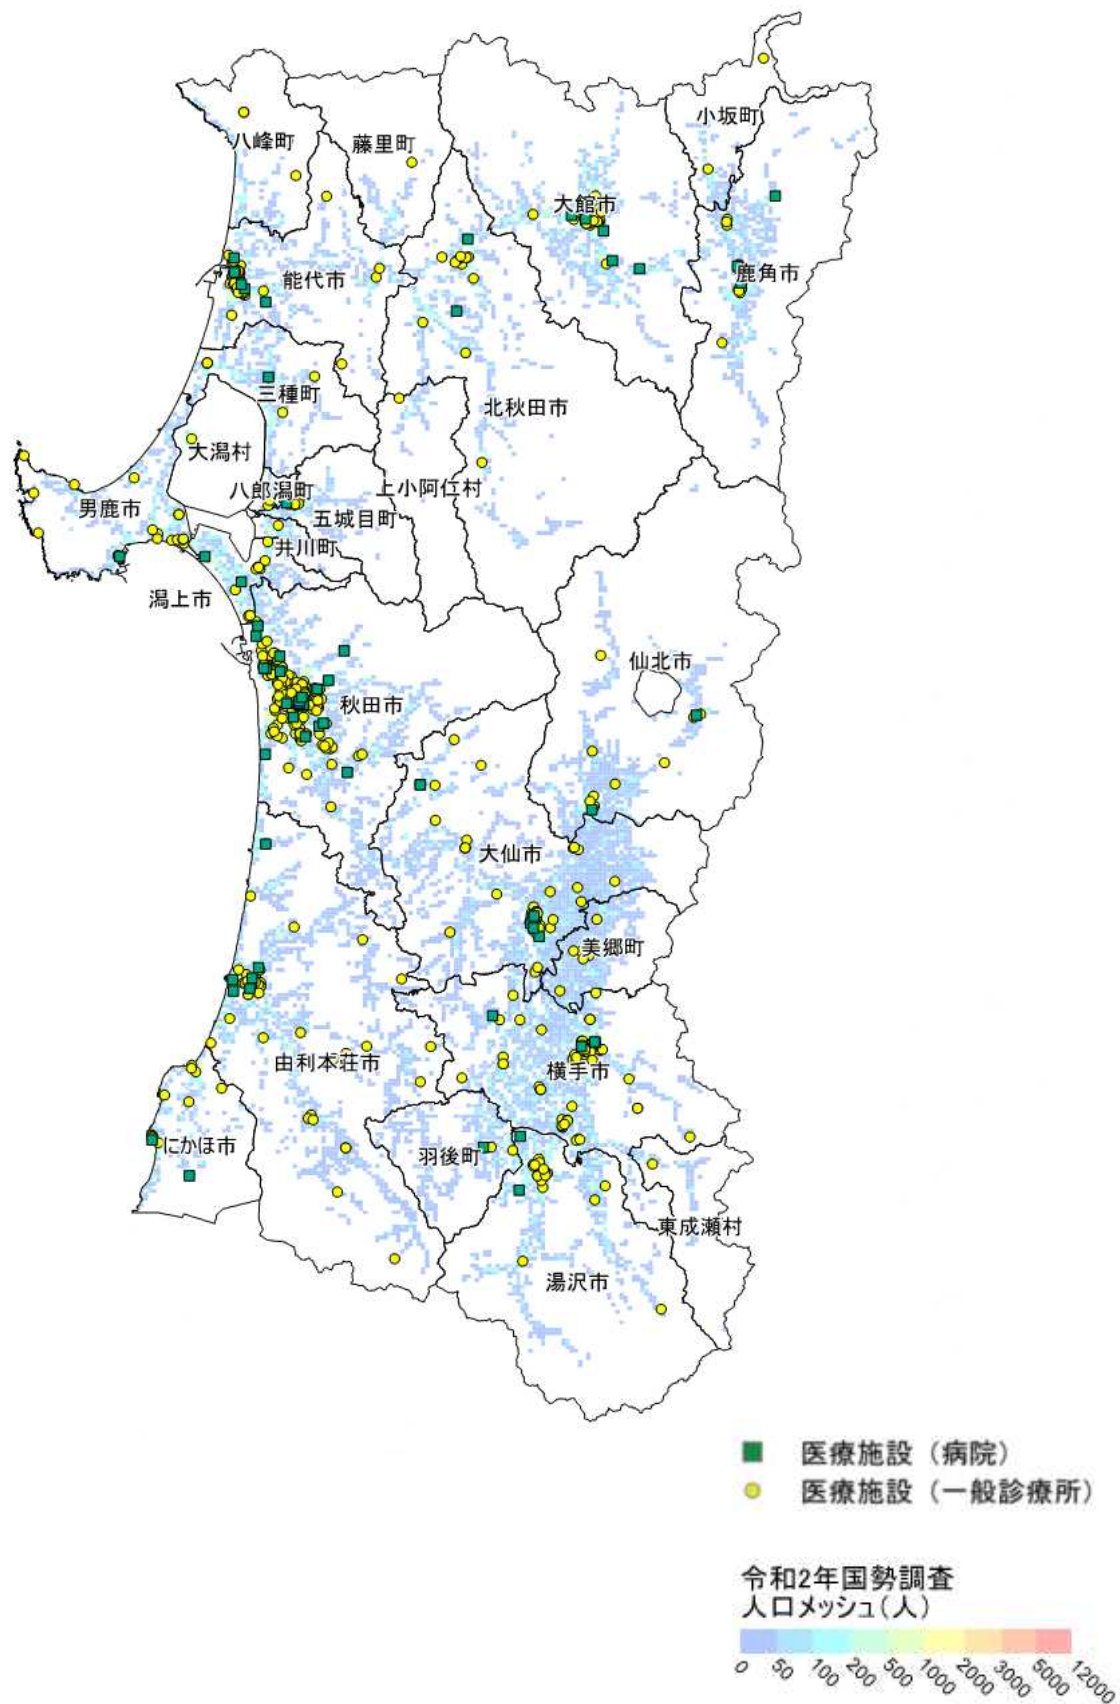 小坂町
八峰町
藤里町
大館市
鹿角市
能代市
三種町
北秋田市
大潟村
八郎潟町
上小阿仁村
男鹿市
五城目町
井川町
潟上市
仙北市
秋田市
大仙市
美郷町
由利本荘市
横手市
にかほ市
羽後町
東成瀬村
湯沢市
医療施設（病院）
医療施設（一般診療所）
令和2年国勢調査
人口メッシュ(人)
0 50 100 200 500 1000 2000 3000 5000 12000